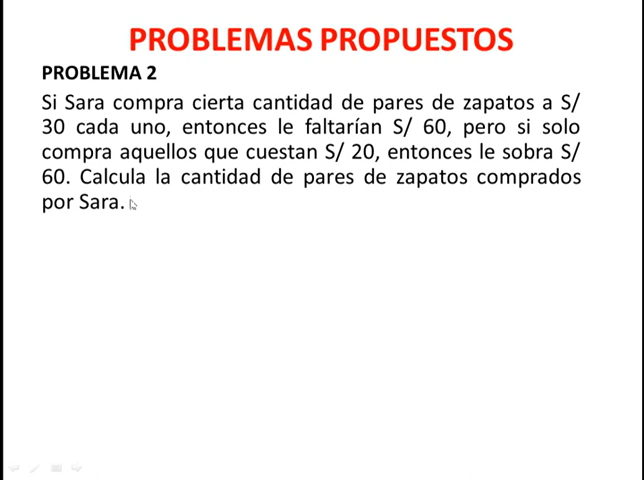 PROBLEMAS PROPUESTOS
PROBLEMA 2
Si Sara compra cierta cantidad de pares de zapatos a S/
30 cada uno, entonces le faltarían S/ 60, pero si solo
compra aquellos que cuestan S/ 20, entonces le sobra S/
60. Calcula la cantidad de pares de zapatos comprados
por Sara.